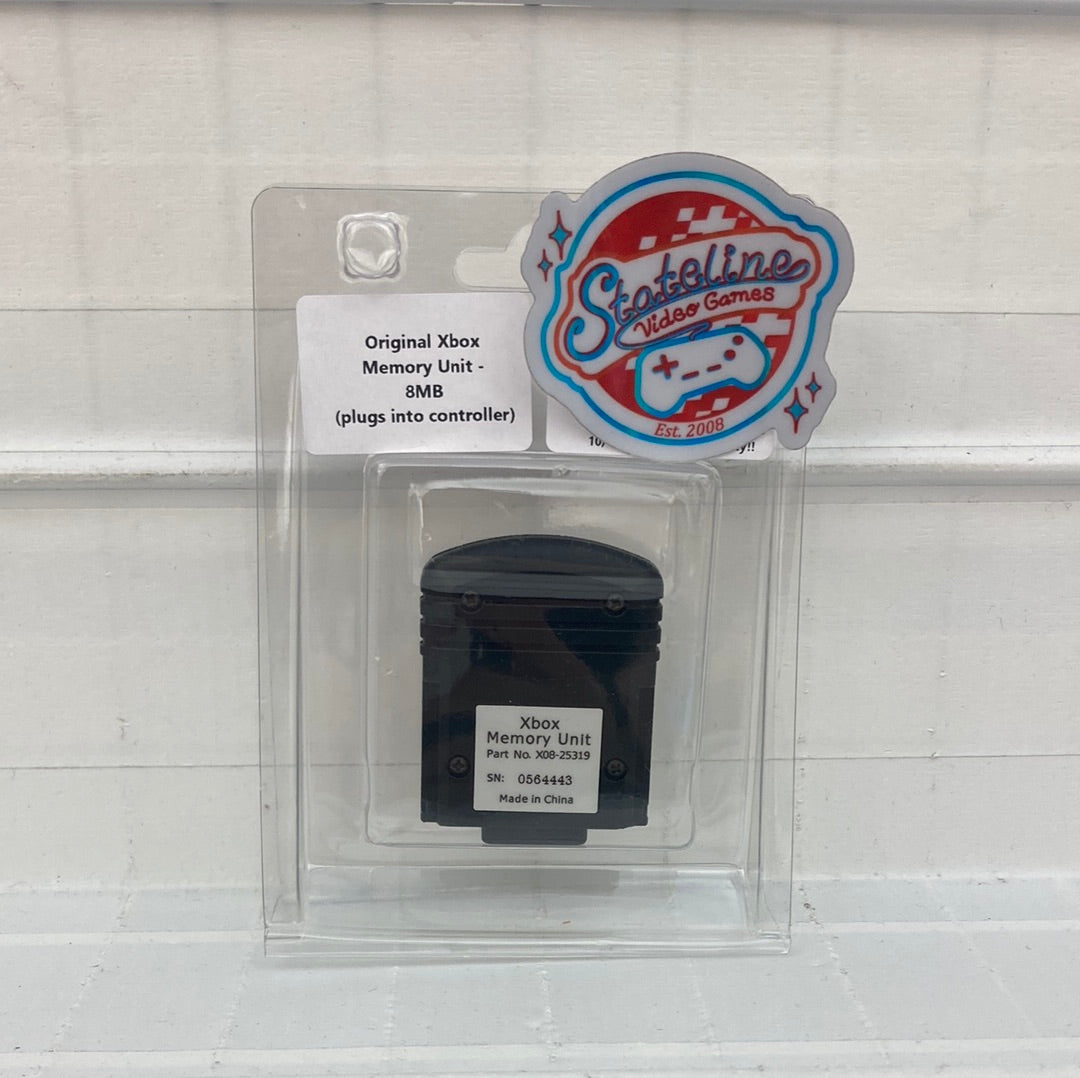 Original Xbox
Memory Unit -
8MB
(plugs into controller)
Stateline
Video Games
Est. 2008
Xbox
Memory Unit
Part No. X08-25319
SN: 0564443
Made in China